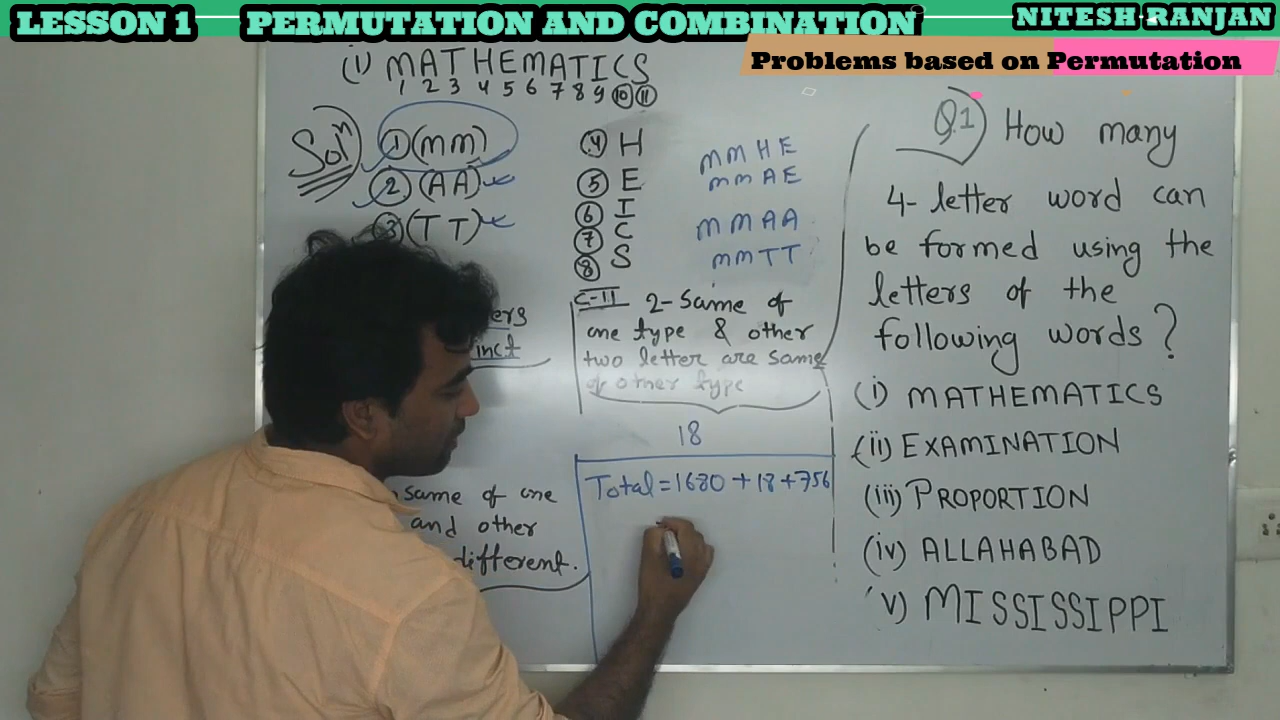 LESSON 1 PERMUTATION AND COMBINATION
NITESH RANJAN
Problems based on Permutation
(i) MATHEMATICS
1 2 3 4 5 6 7 8 9 10 11
Solⁿ
1 (MM)
2 (AA)
3 (TT)
4 H
5 E
6 I
7 C
8 S
MMHE
MMAE
MMAA
MMTT
C-II 2-Same of
one type & other
two letter are same
of other type
18
same of one
and other
different.
Total = 1680 + 18 + 756
Q.1) How many
4-letter word can
be formed using the
letters of the
following words?
(i) MATHEMATICS
(ii) EXAMINATION
(iii) PROPORTION
(iv) ALLAHABAD
v) MISSISSIPPI